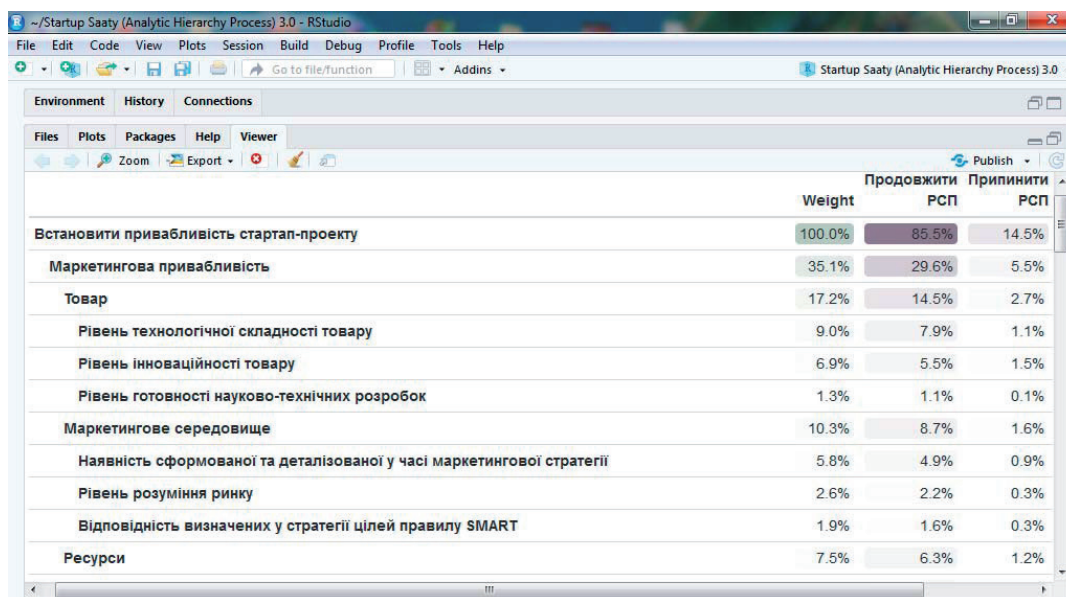 ~/Startup Saaty (Analytic Hierarchy Process) 3.0 - RStudio
File Edit Code View Plots Session Build Debug Profile Tools Help
Go to file/function Addins Startup Saaty (Analytic Hierarchy Process) 3.0
Environment History Connections
Files Plots Packages Help Viewer
Zoom Export Publish
Продовжити Припинити
Weight РСП РСП
Встановити привабливість стартап-проекту 100.0% 85.5% 14.5%
Маркетингова привабливість 35.1% 29.6% 5.5%
Товар 17.2% 14.5% 2.7%
Рівень технологічної складності товару 9.0% 7.9% 1.1%
Рівень інноваційності товару 6.9% 5.5% 1.5%
Рівень готовності науково-технічних розробок 1.3% 1.1% 0.1%
Маркетингове середовище 10.3% 8.7% 1.6%
Наявність сформованої та деталізованої у часі маркетингової стратегії 5.8% 4.9% 0.9%
Рівень розуміння ринку 2.6% 2.2% 0.3%
Відповідність визначених у стратегії цілей правилу SMART 1.9% 1.6% 0.3%
Ресурси 7.5% 6.3% 1.2%